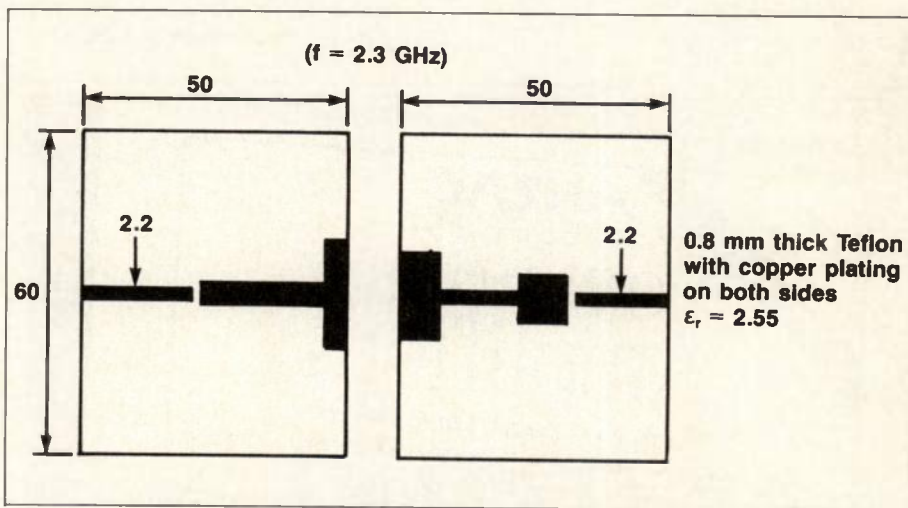 (f = 2.3 GHz)
50
50
2.2
2.2
60
0.8 mm thick Teflon
with copper plating
on both sides
εr = 2.55